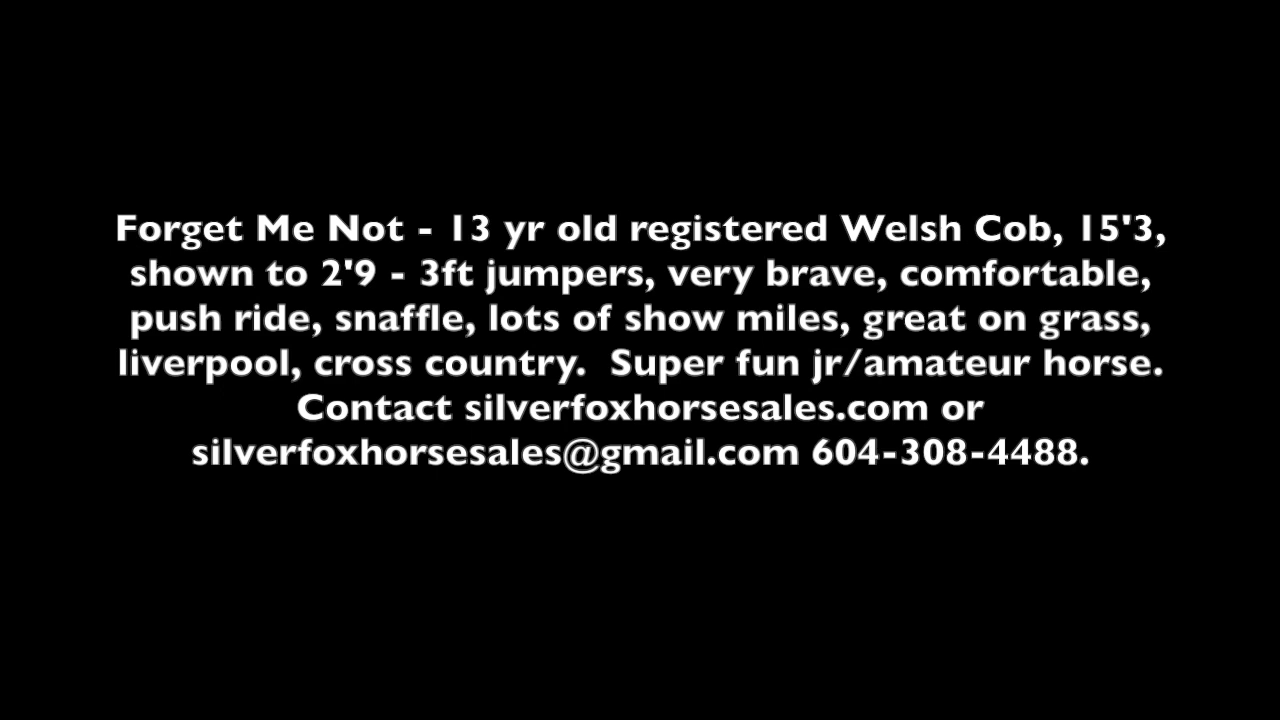 Forget Me Not - 13 yr old registered Welsh Cob, 15'3,
shown to 2'9 - 3ft jumpers, very brave, comfortable,
push ride, snaffle, lots of show miles, great on grass,
liverpool, cross country.  Super fun jr/amateur horse.
Contact silverfoxhorsesales.com or
silverfoxhorsesales@gmail.com 604-308-4488.